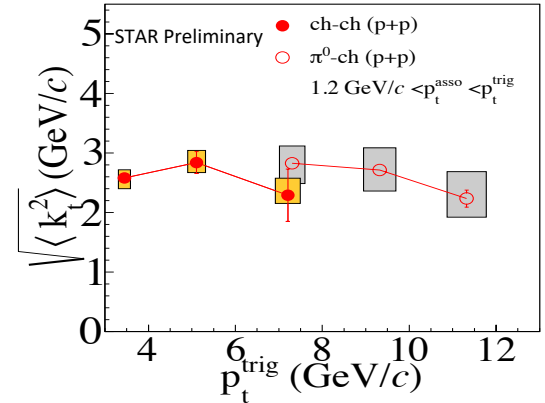 STAR Preliminary
ch-ch (p+p)
π⁰-ch (p+p)
1.2 GeV/c <p_t^asso <p_t^trig
√⟨k_t^2⟩ (GeV/c)
5
4
3
2
1
0
4 6 8 10 12
p_t^trig (GeV/c)